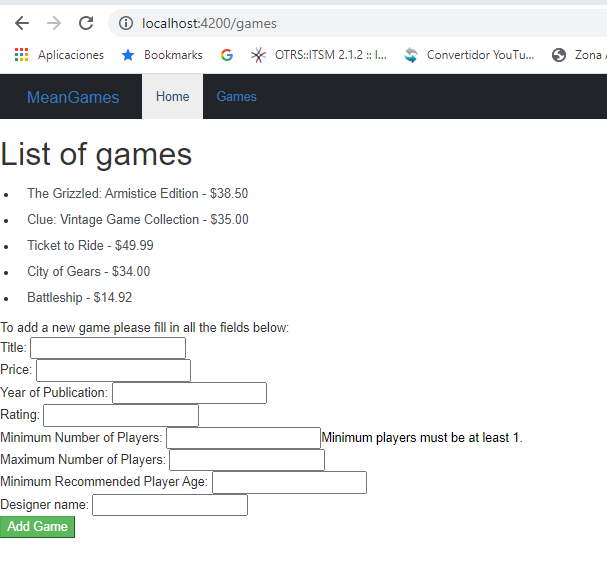 localhost:4200/games
Aplicaciones Bookmarks G OTRS::ITSM 2.1.2 :: I... Convertidor YouTu... Zona
MeanGames Home Games
List of games
• The Grizzled: Armistice Edition - $38.50
• Clue: Vintage Game Collection - $35.00
• Ticket to Ride - $49.99
• City of Gears - $34.00
• Battleship - $14.92
To add a new game please fill in all the fields below:
Title:
Price:
Year of Publication:
Rating:
Minimum Number of Players: Minimum players must be at least 1.
Maximum Number of Players:
Minimum Recommended Player Age:
Designer name:
Add Game